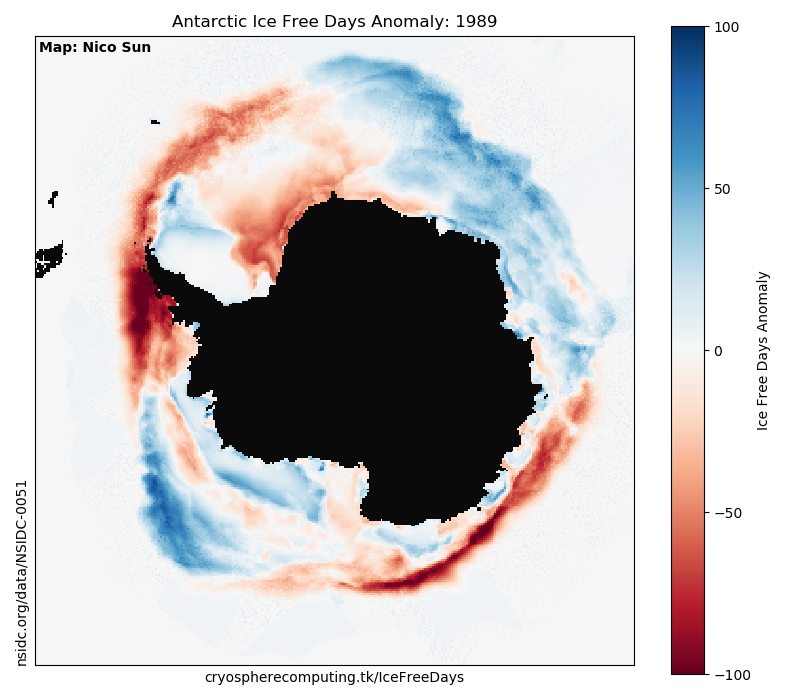 Antarctic Ice Free Days Anomaly: 1989
Map: Nico Sun
100
50
0
−50
−100
Ice Free Days Anomaly
nsidc.org/data/NSIDC-0051
cryospherecomputing.tk/IceFreeDays